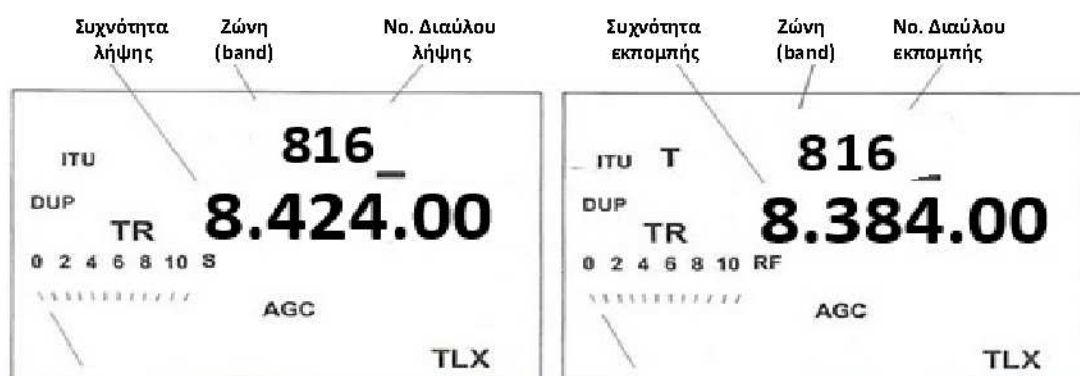 Συχνότητα
λήψης
Ζώνη
(band)
Νο. Διαύλου
λήψης
816_
ITU
8.424.00
DUP
TR
0 2 4 6 8 10 S
AGC
TLX
Συχνότητα
εκπομπής
Ζώνη
(band)
Νο. Διαύλου
εκπομπής
816 _
ITU T
8.384.00
DUP
TR
0 2 4 6 8 10 RF
AGC
TLX